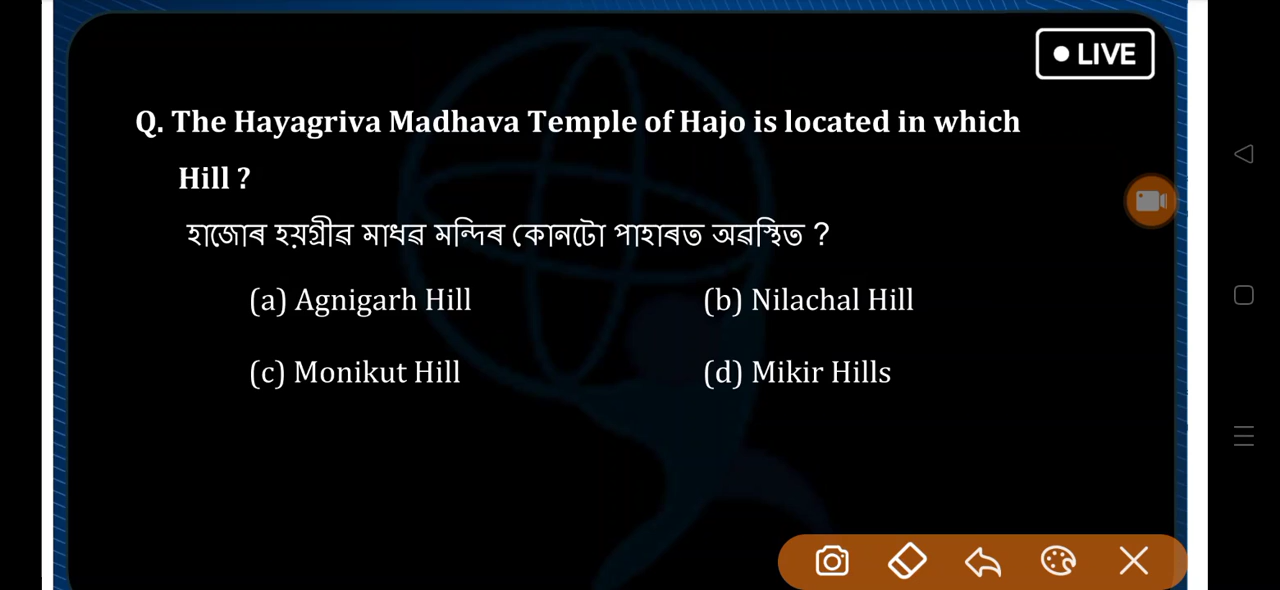 LIVE
Q. The Hayagriva Madhava Temple of Hajo is located in which
Hill ?
হাজোৰ হয়গ্ৰীৱ মাধৱ মন্দিৰ কোনটো পাহাৰত অৱস্থিত ?
(a) Agnigarh Hill (b) Nilachal Hill
(c) Monikut Hill (d) Mikir Hills